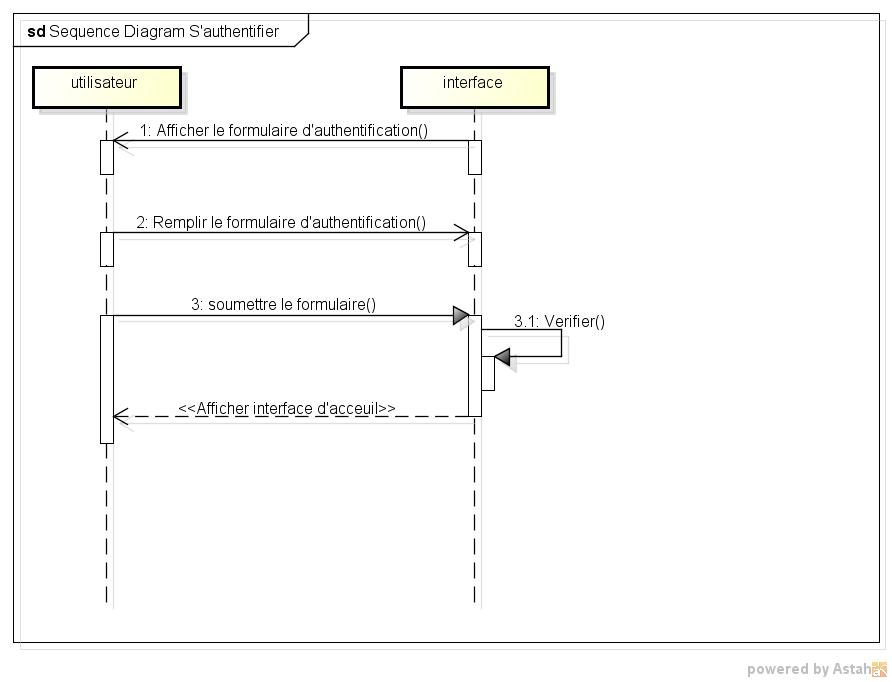 sd Sequence Diagram S'authentifier
utilisateur
interface
1: Afficher le formulaire d'authentification()
2: Remplir le formulaire d'authentification()
3: soumettre le formulaire()
3.1: Verifier()
<<Afficher interface d'acceuil>>
powered by Astah